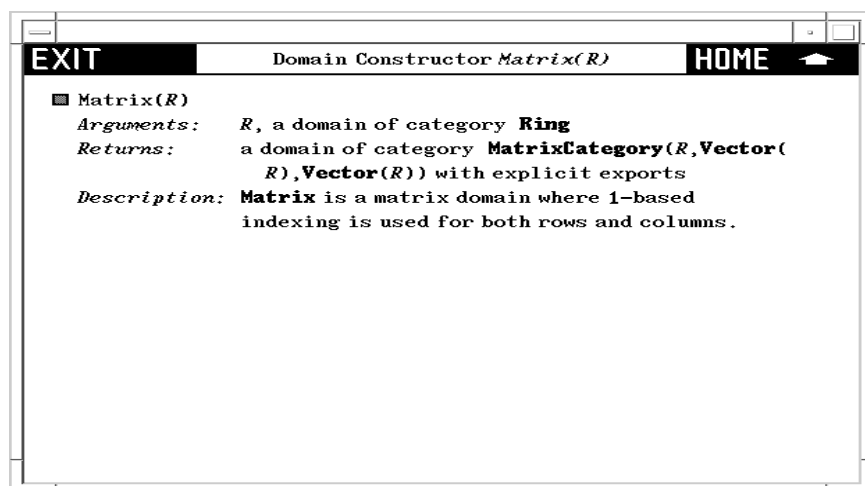 EXIT Domain Constructor Matrix(R) HOME
Matrix(R)
Arguments: R, a domain of category Ring
Returns: a domain of category MatrixCategory(R,Vector(
R),Vector(R)) with explicit exports
Description: Matrix is a matrix domain where 1-based
indexing is used for both rows and columns.